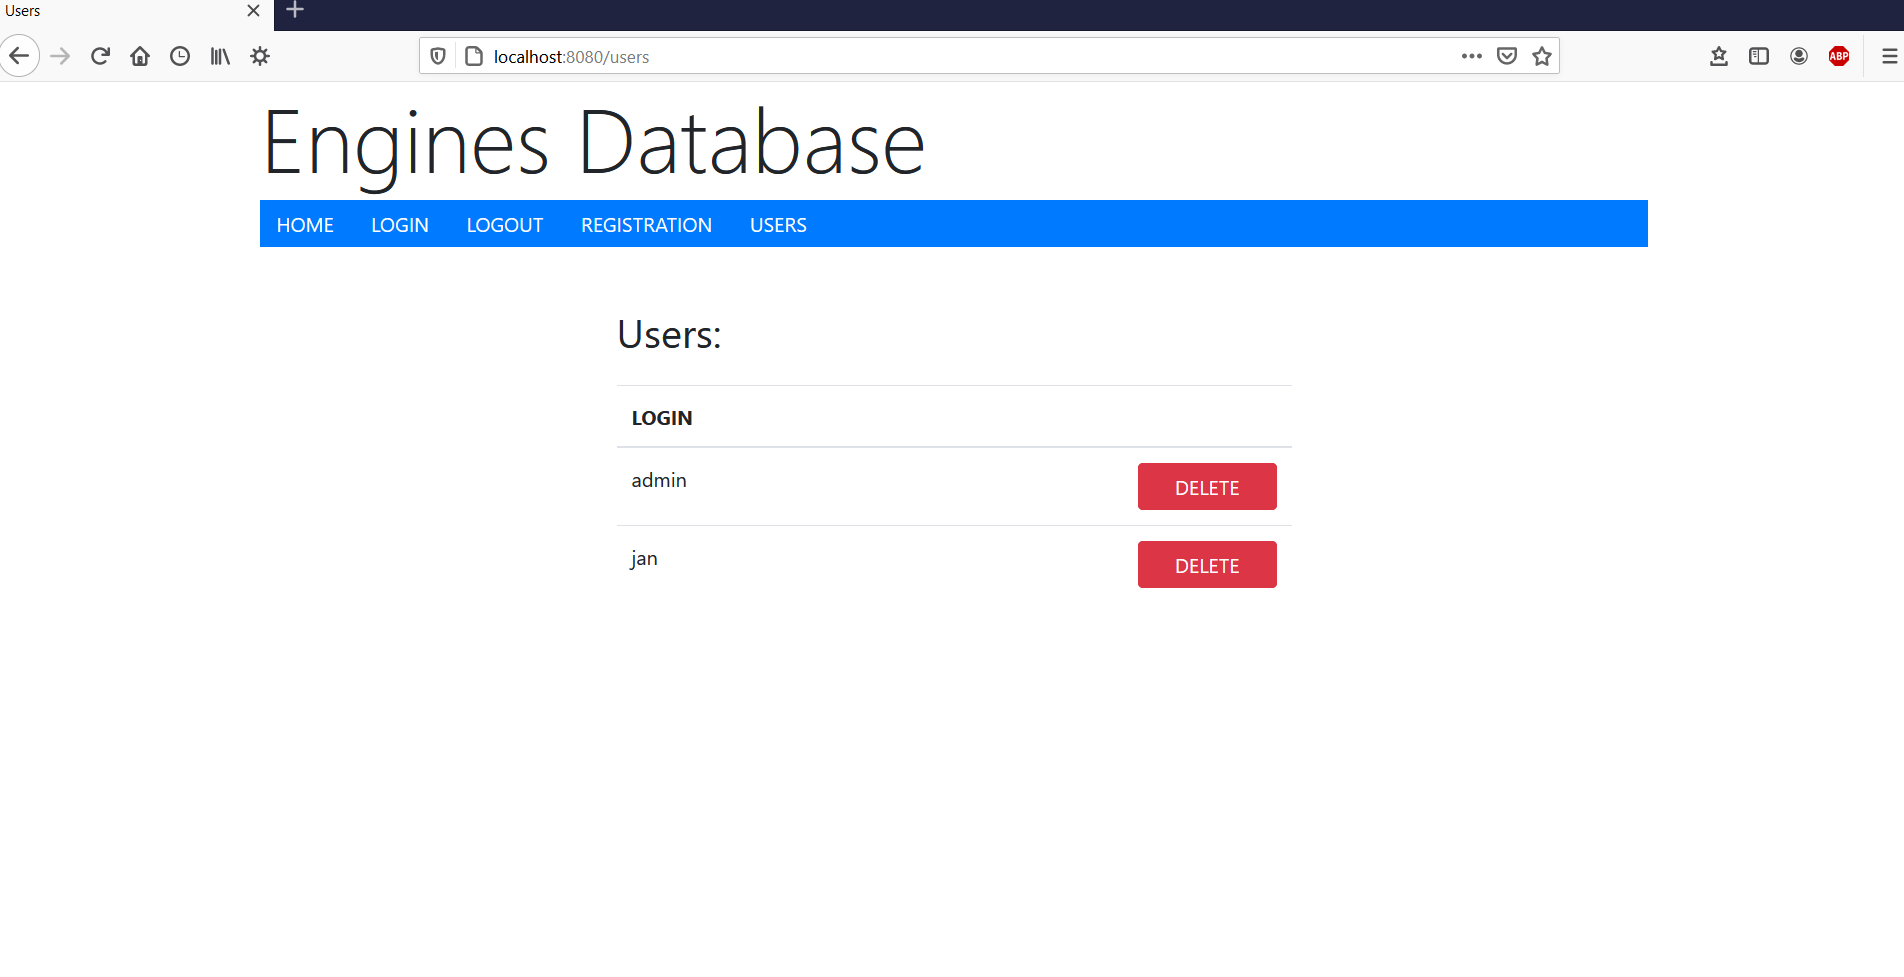 Users
localhost:8080/users
ABP
Engines Database
HOME LOGIN LOGOUT REGISTRATION USERS
Users:
LOGIN
admin DELETE
jan DELETE